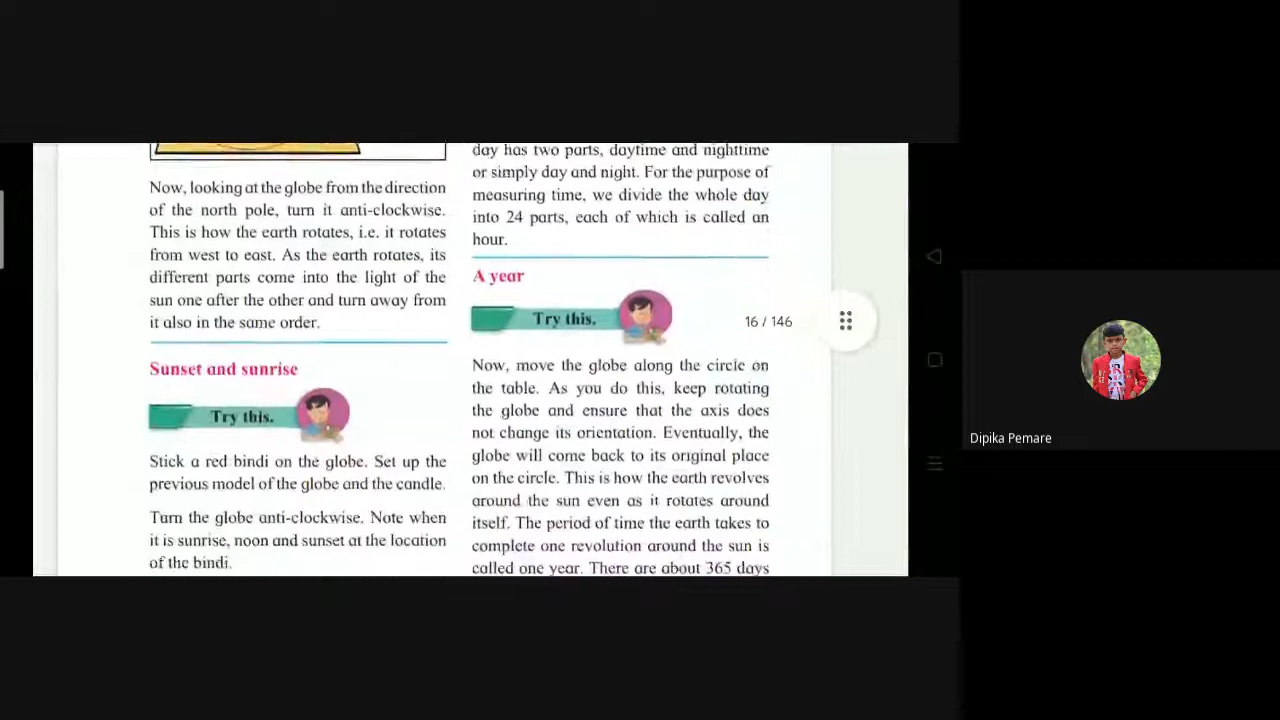 Now, looking at the globe from the direction
of the north pole, turn it anti-clockwise.
This is how the earth rotates, i.e. it rotates
from west to east. As the earth rotates, its
different parts come into the light of the
sun one after the other and turn away from
it also in the same order.
Sunset and sunrise
Try this.
Stick a red bindi on the globe. Set up the
previous model of the globe and the candle.
Turn the globe anti-clockwise. Note when
it is sunrise, noon and sunset at the location
of the bindi.
day has two parts, daytime and nighttime
or simply day and night. For the purpose of
measuring time, we divide the whole day
into 24 parts, each of which is called an
hour.
A year
Try this.
16 / 146
Now, move the globe along the circle on
the table. As you do this, keep rotating
the globe and ensure that the axis does
not change its orientation. Eventually, the
globe will come back to its original place
on the circle. This is how the earth revolves
around the sun even as it rotates around
itself. The period of time the earth takes to
complete one revolution around the sun is
called one year. There are about 365 days
Dipika Pemare